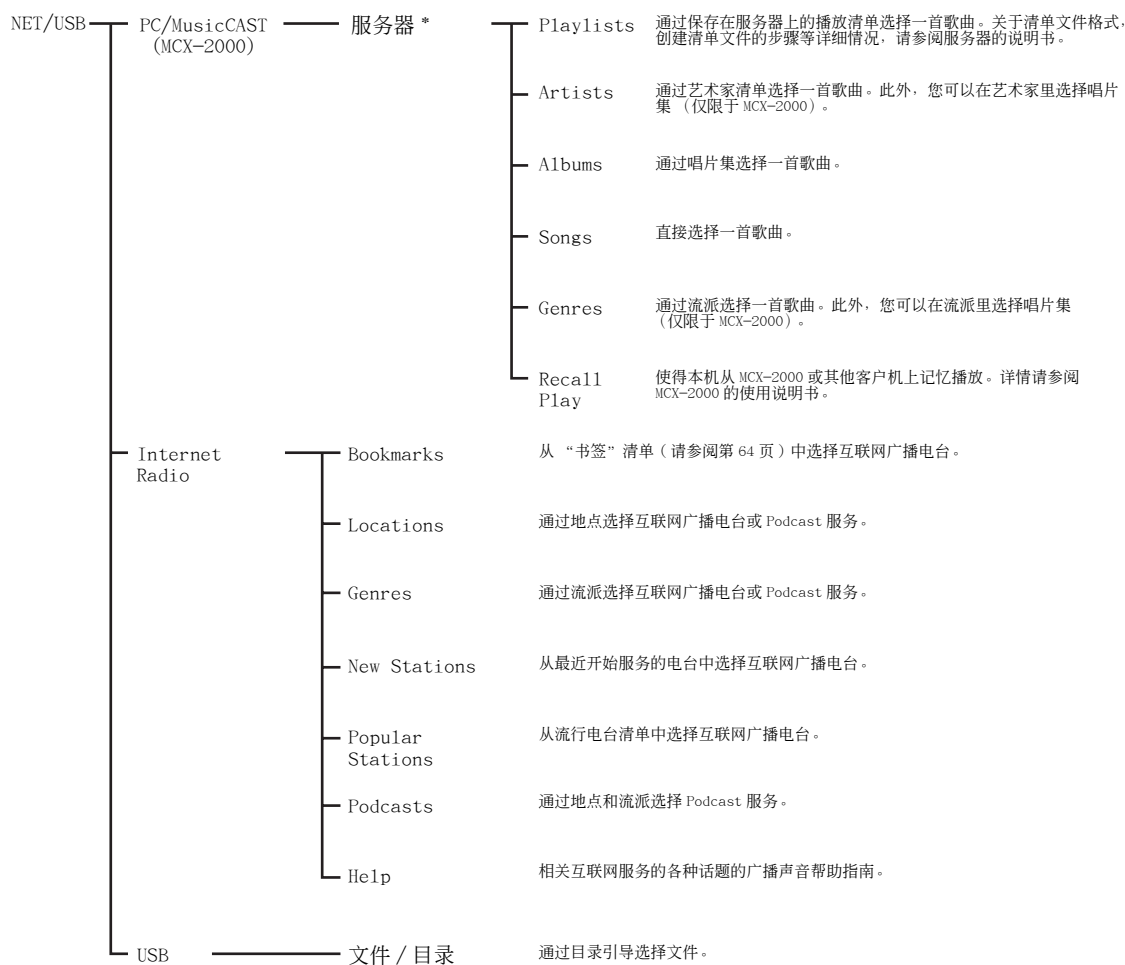 NET/USB
PC/MusicCAST
(MCX-2000)
服务器 *
Playlists
通过保存在服务器上的播放清单选择一首歌曲。关于清单文件格式，
创建清单文件的步骤等详细情况，请参阅服务器的说明书。
Artists
通过艺术家清单选择一首歌曲。此外，您可以在艺术家里选择唱片
集 （仅限于 MCX-2000）。
Albums
通过唱片集选择一首歌曲。
Songs
直接选择一首歌曲。
Genres
通过流派选择一首歌曲。此外，您可以在流派里选择唱片集
（仅限于 MCX-2000）。
Recall
Play
使得本机从 MCX-2000 或其他客户机上记忆播放。详情请参阅
MCX-2000 的使用说明书。
Internet
Radio
Bookmarks
从 “书签”清单（请参阅第 64 页）中选择互联网广播电台。
Locations
通过地点选择互联网广播电台或 Podcast 服务。
Genres
通过流派选择互联网广播电台或 Podcast 服务。
New Stations
从最近开始服务的电台中选择互联网广播电台。
Popular
Stations
从流行电台清单中选择互联网广播电台。
Podcasts
通过地点和流派选择 Podcast 服务。
Help
相关互联网服务的各种话题的广播声音帮助指南。
USB
文件 / 目录
通过目录引导选择文件。